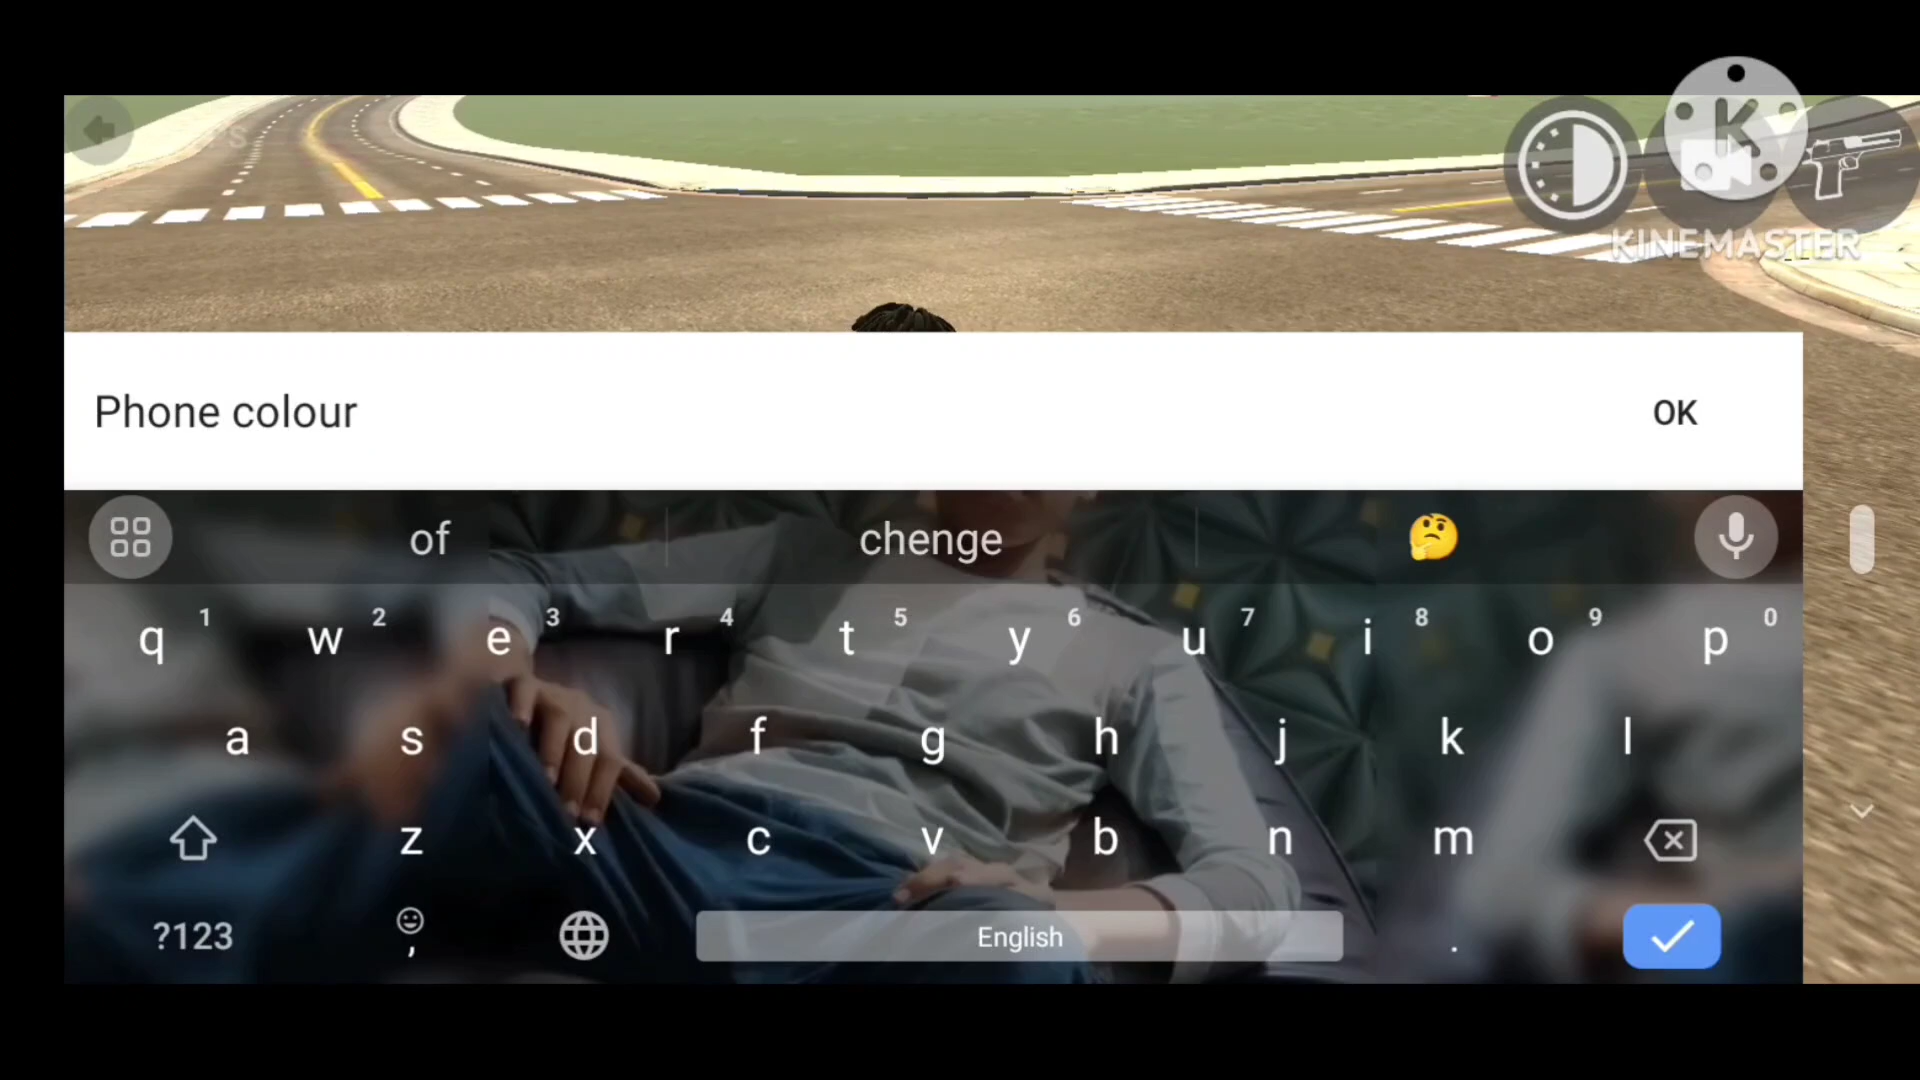 K
KINEMASTER
Phone colour
OK
of
chenge
q 1 w 2 e 3 r 4 t 5 y 6 u 7 i 8 o 9 p 0
a s d f g h j k l
z x c v b n m
?123 , English .